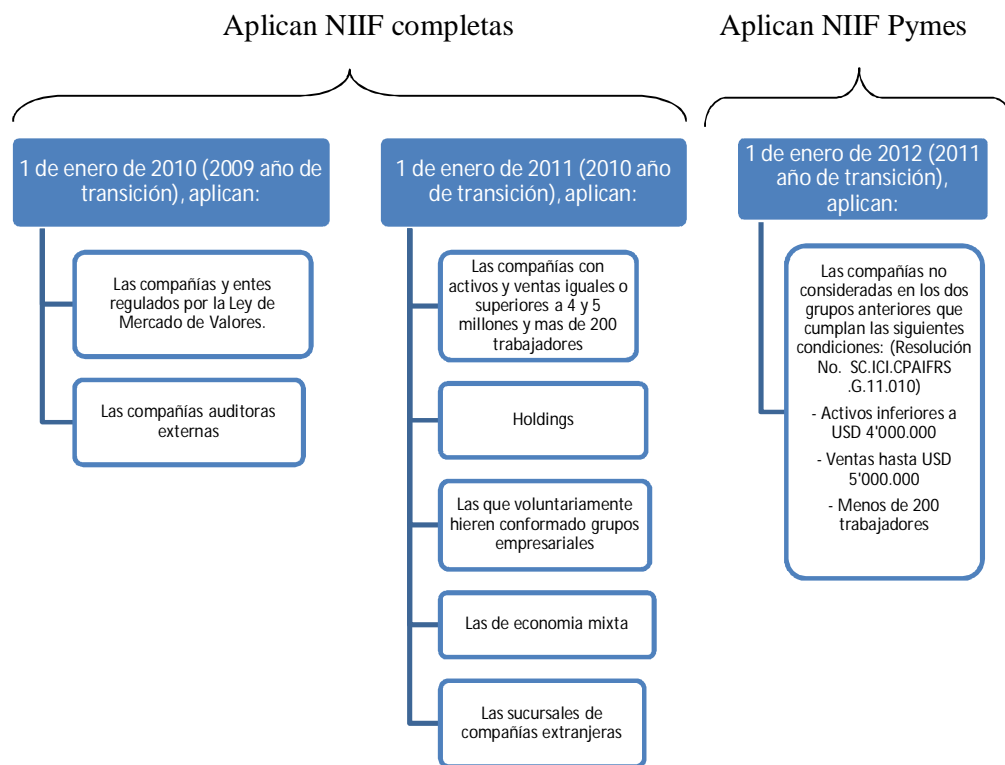 Aplican NIIF completas
Aplican NIIF Pymes
1 de enero de 2010 (2009 año de
transición), aplican:
Las compañías y entes
regulados por la Ley de
Mercado de Valores.
Las compañías auditoras
externas
1 de enero de 2011 (2010 año
de transición), aplican:
Las compañías con
activos y ventas iguales o
superiores a 4 y 5
millones y mas de 200
trabajadores
Holdings
Las que voluntariamente
hieren conformado grupos
empresariales
Las de economia mixta
Las sucursales de
compañías extranjeras
1 de enero de 2012 (2011
año de transición),
aplican:
Las compañías no
consideradas en los dos
grupos anteriores que
cumplan las siguientes
condiciones: (Resolución
No. SC.ICI.CPAIFRS
.G.11.010)
- Activos inferiores a
USD 4'000.000
- Ventas hasta USD
5'000.000
- Menos de 200
trabajadores